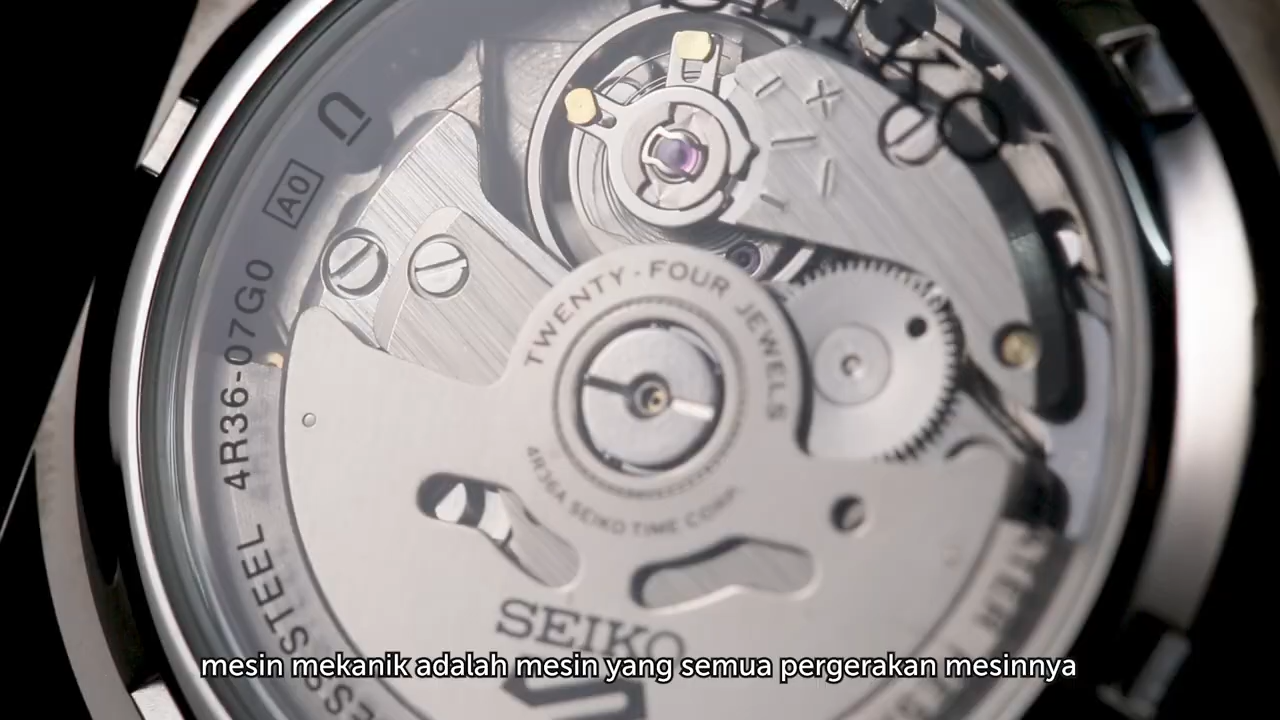 SEIKO
A0
4R36-07G0
STEEL
TWENTY-FOUR JEWELS
4R36A SEIKO TIME CORP.
SEIKO
mesin mekanik adalah mesin yang semua pergerakan mesinnya